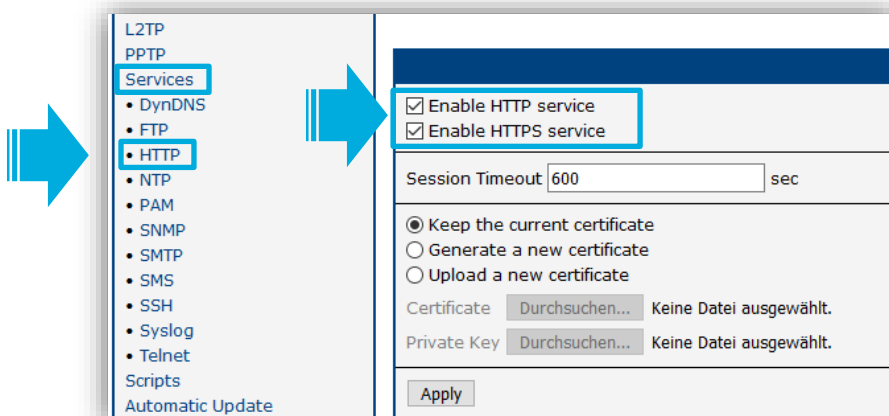 L2TP
PPTP
Services
• DynDNS
• FTP
• HTTP
• NTP
• PAM
• SNMP
• SMTP
• SMS
• SSH
• Syslog
• Telnet
Scripts
Automatic Update
Enable HTTP service
Enable HTTPS service
Session Timeout 600 sec
Keep the current certificate
Generate a new certificate
Upload a new certificate
Certificate Durchsuchen... Keine Datei ausgewählt.
Private Key Durchsuchen... Keine Datei ausgewählt.
Apply